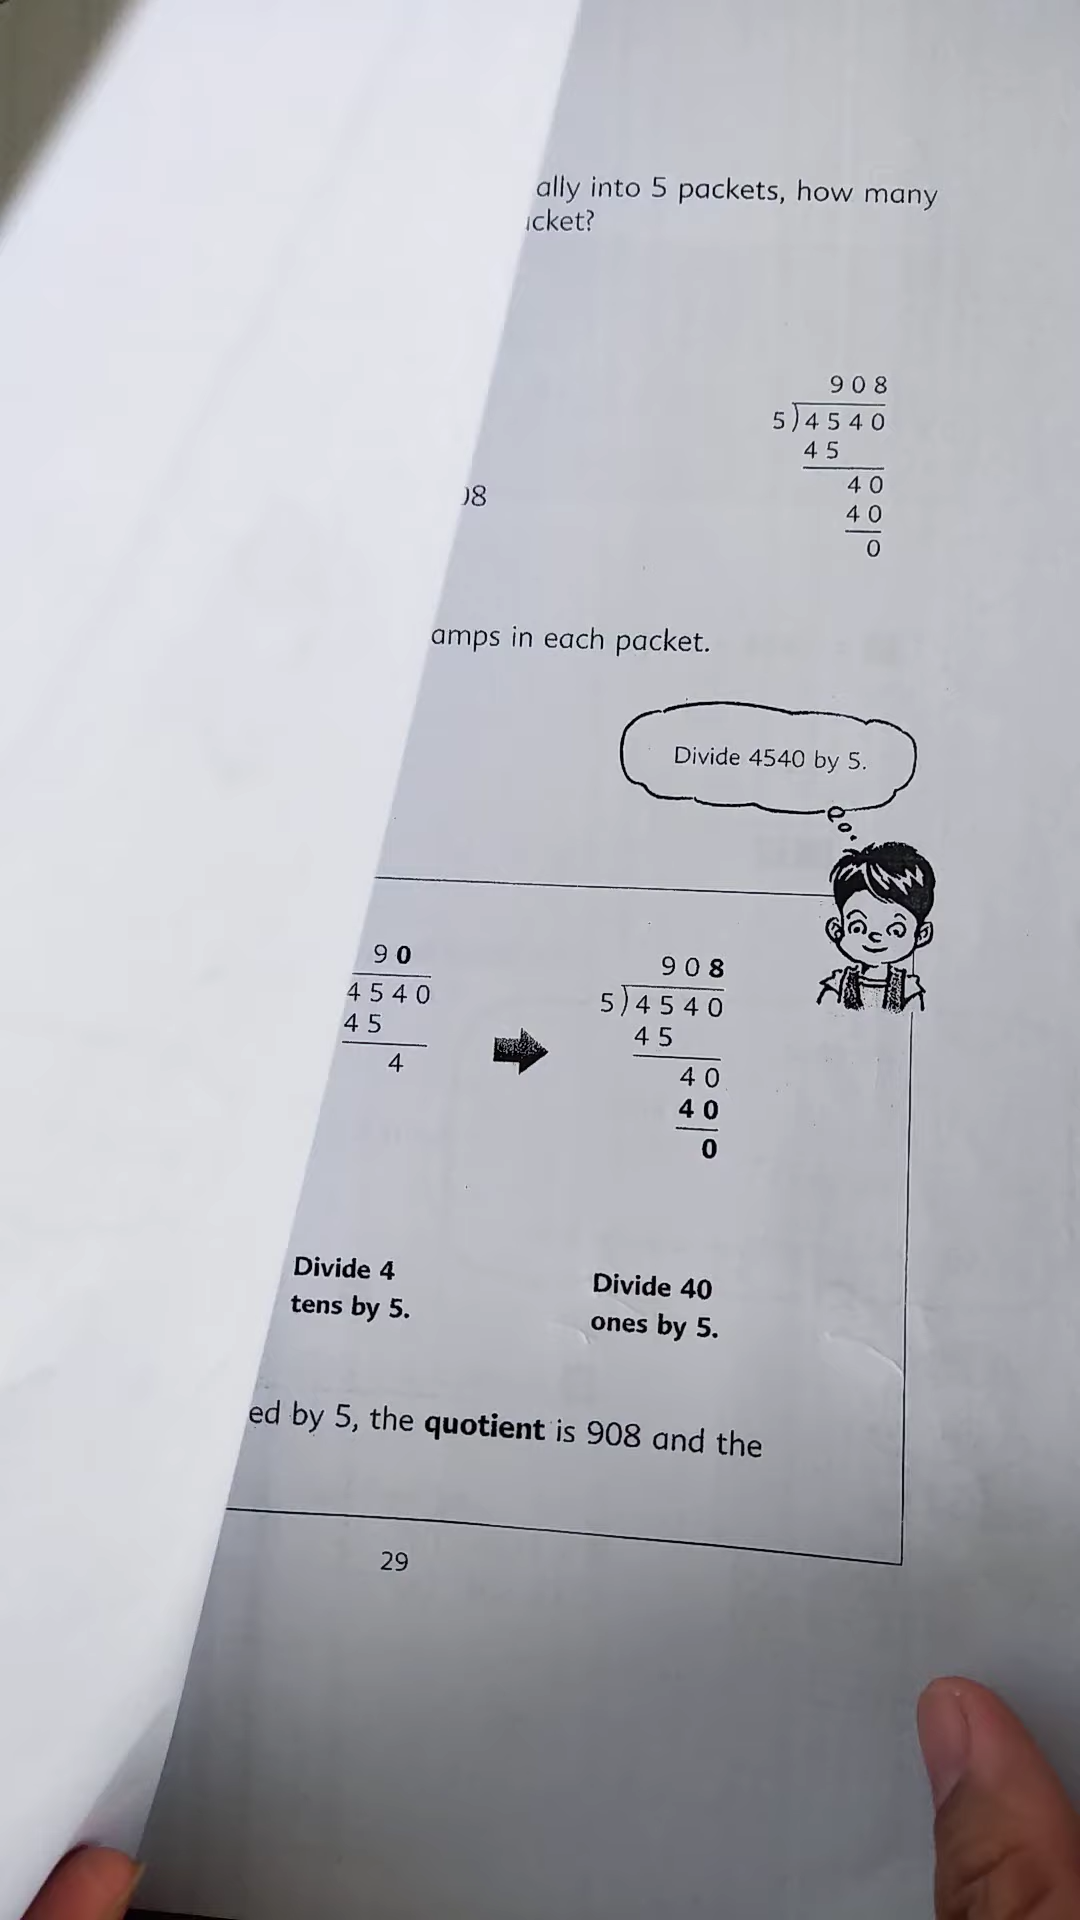 ally into 5 packets, how many
cket?
908
5)4540
45
40
40
0
8
amps in each packet.
Divide 4540 by 5.
90
4540
45
4
908
5)4540
45
40
40
0
Divide 4
tens by 5.
Divide 40
ones by 5.
ed by 5, the quotient is 908 and the
29